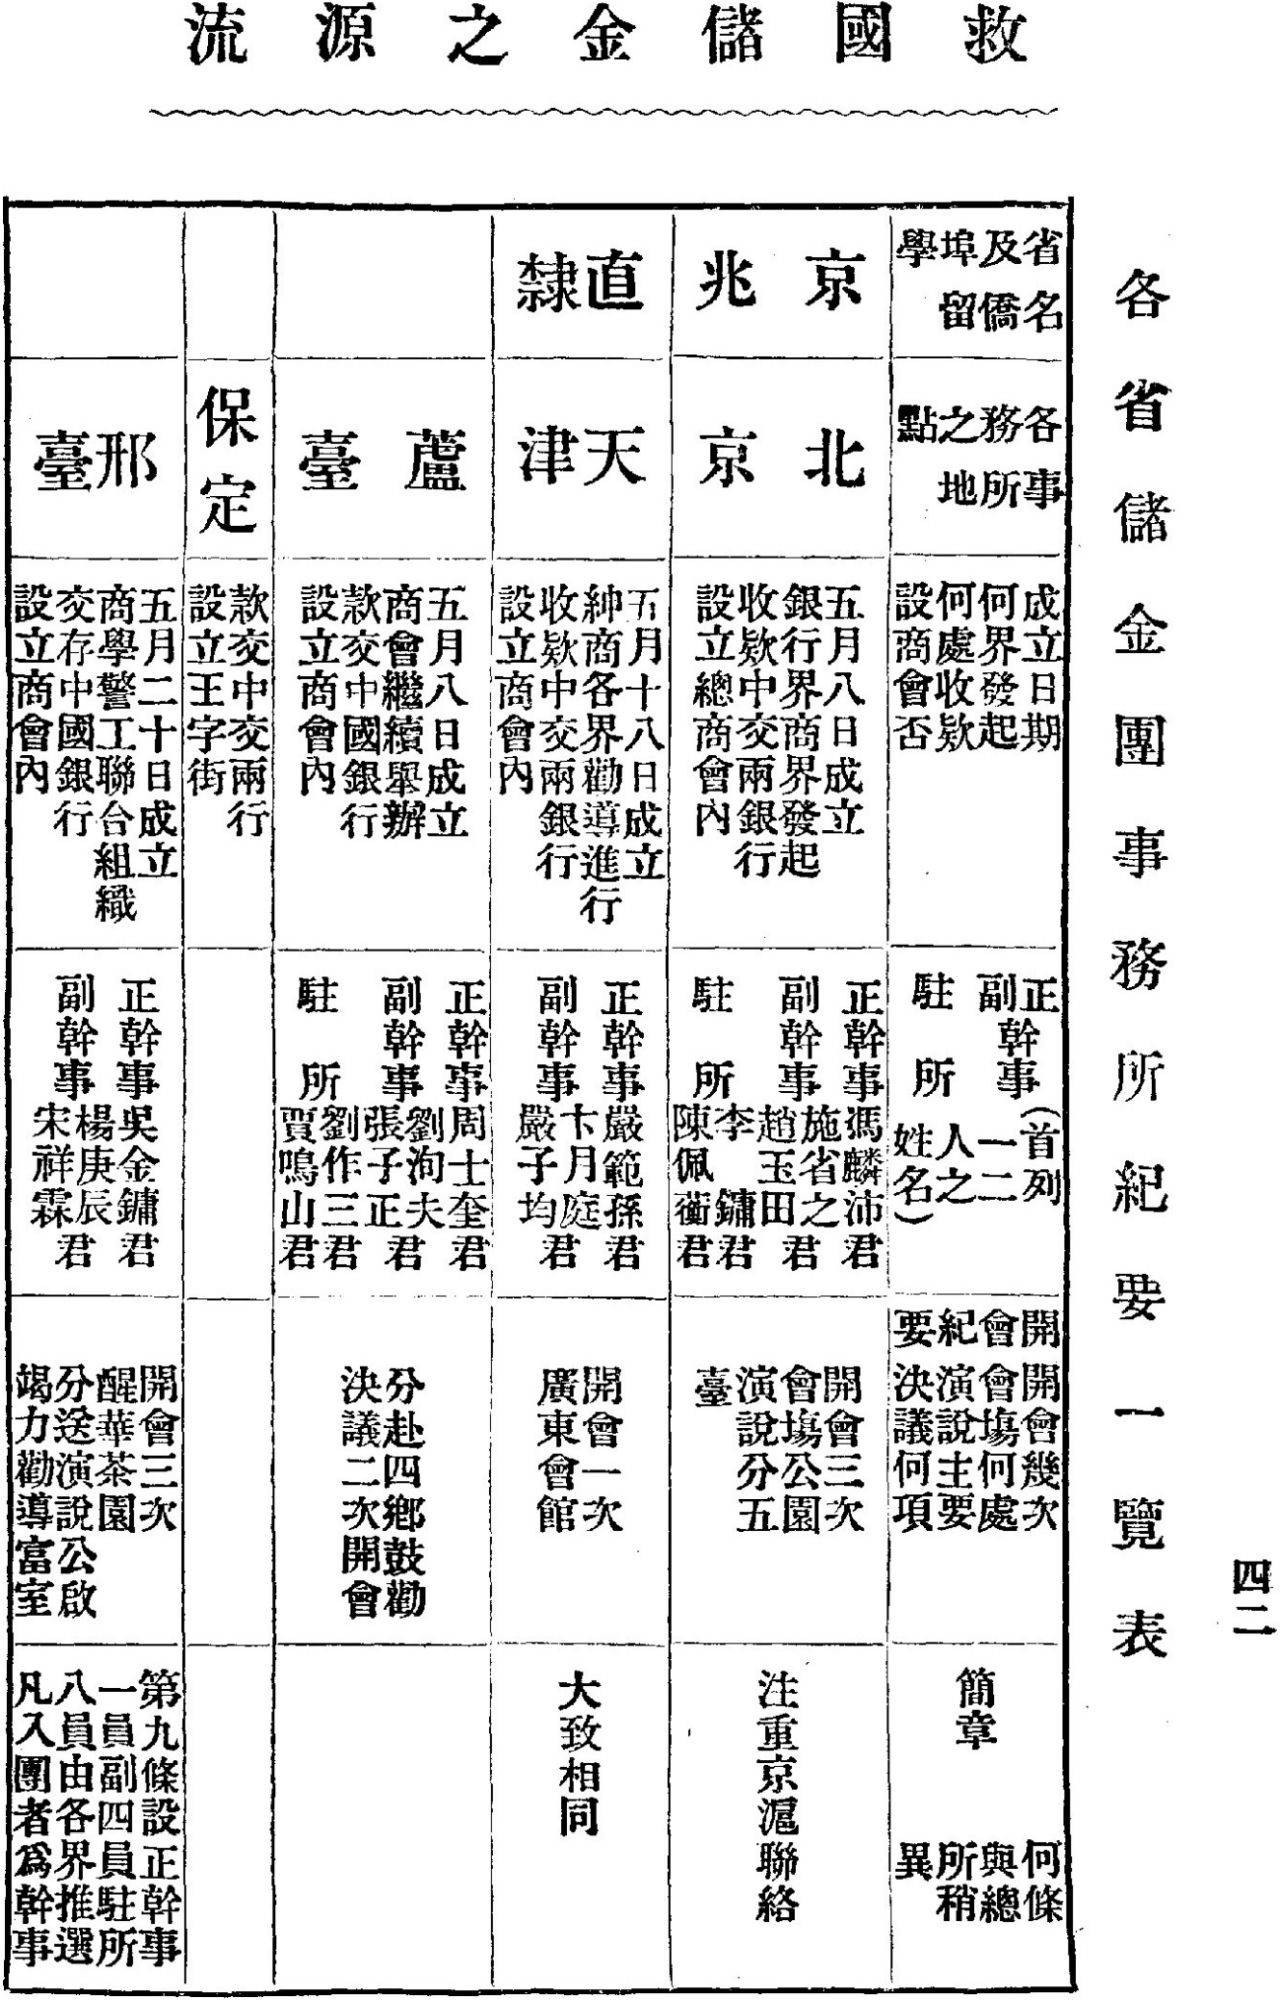 救國儲金之源流
四二
各省儲金團事務所紀要一覽表
省名
及僑
埠留
學
各事
務所
之地
點
成立日期
何界發起
何處收欵
設商會否
正
副幹事(首列
一二
駐所人之
姓名)
開會紀要
開會幾次
會場何處
演說主要
決議何項
簡章
何條
與總
所稍
異
京兆
北京
五月八日成立
銀行界商界發起
收欵中交兩銀行
設立總商會內
正幹事馮麟沛君
副幹事施省之
趙玉田君
駐所李鏞君
陳佩蘅君
開會三次
會塲公園
演說分五
臺
注重京滬聯絡
直隸
天津
五月十八日成立
紳商各界勸導進行
收欵中交兩銀行
設立商會內
正幹事嚴範孫君
副幹事卞月庭
嚴子均君
開會一次
廣東會館
大致相同
蘆臺
五月八日成立
商會繼續舉辦
款交中國銀行
設立商會內
正幹事周士奎君
副幹事劉洵夫
張子正君
駐所劉作三君
賈鳴山君
分赴四鄉鼓勸
決議二次開會
保定
款交中交兩行
設立王字街
邢臺
五月二十日成立
商學警工聯合組織
交存中國銀行
設立商會內
正幹事吳金鏞君
副幹事楊庚辰君
宋祥霖
開會三次
醒華茶園
分送演說公啟
竭力勸導富室
第九條設正幹事
一員副四員駐所
八員由各界推選
凡入團者爲幹事